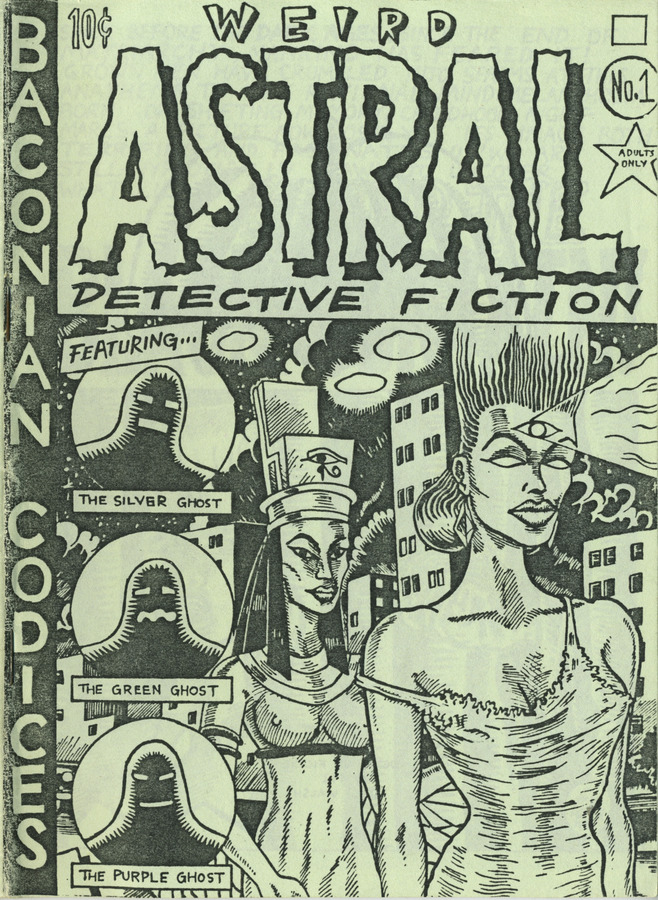 BACONIAN CODICES
10¢
WEIRD
ASTRAL
No.1
ADULTS
ONLY
DETECTIVE FICTION
FEATURING...
THE SILVER GHOST
THE GREEN GHOST
THE PURPLE GHOST